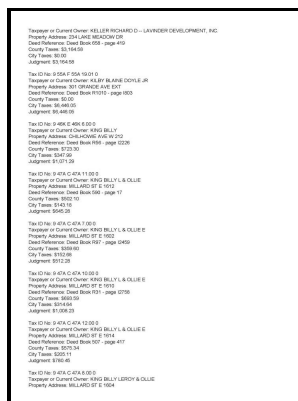 Taxpayer or Current Owner: KELLER RICHARD D -- LAVINDER DEVELOPMENT, INC
Property Address: 234 LAKE MEADOW DR
Deed Reference: Deed Book 658 - page 419
County Taxes: $3,164.58
City Taxes: $0.00
Judgment: $3,164.58
Tax ID No: 9 55A F 55A 19.01 0
Taxpayer or Current Owner: KILBY BLAINE DOYLE JR
Property Address: 301 GRANDE AVE EXT
Deed Reference: Deed Book R1010 - page I603
County Taxes: $0.00
City Taxes: $6,446.05
Judgment: $6,446.05
Tax ID No: 9 46K E 46K 6.00 0
Taxpayer or Current Owner: KING BILLY
Property Address: CHILHOWIE AVE W 212
Deed Reference: Deed Book R96 - page I2226
County Taxes: $723.30
City Taxes: $347.99
Judgment: $1,071.29
Tax ID No: 9 47A C 47A 11.00 0
Taxpayer or Current Owner: KING BILLY L & OLLIE
Property Address: MILLARD ST E 1612
Deed Reference: Deed Book 590 - page 17
County Taxes: $502.10
City Taxes: $143.16
Judgment: $645.26
Tax ID No: 9 47A C 47A 7.00 0
Taxpayer or Current Owner: KING BILLY L & OLLIE E
Property Address: MILLARD ST E 1602
Deed Reference: Deed Book R97 - page I2459
County Taxes: $359.60
City Taxes: $152.68
Judgment: $512.28
Tax ID No: 9 47A C 47A 10.00 0
Taxpayer or Current Owner: KING BILLY L & OLLIE E
Property Address: MILLARD ST E 1610
Deed Reference: Deed Book R31 - page I2758
County Taxes: $693.59
City Taxes: $314.64
Judgment: $1,008.23
Tax ID No: 9 47A C 47A 12.00 0
Taxpayer or Current Owner: KING BILLY L & OLLIE E
Property Address: MILLARD ST E 1614
Deed Reference: Deed Book 507 - page 417
County Taxes: $575.34
City Taxes: $205.11
Judgment: $780.45
Tax ID No: 9 47A C 47A 8.00 0
Taxpayer or Current Owner: KING BILLY LEROY & OLLIE
Property Address: MILLARD ST E 1604